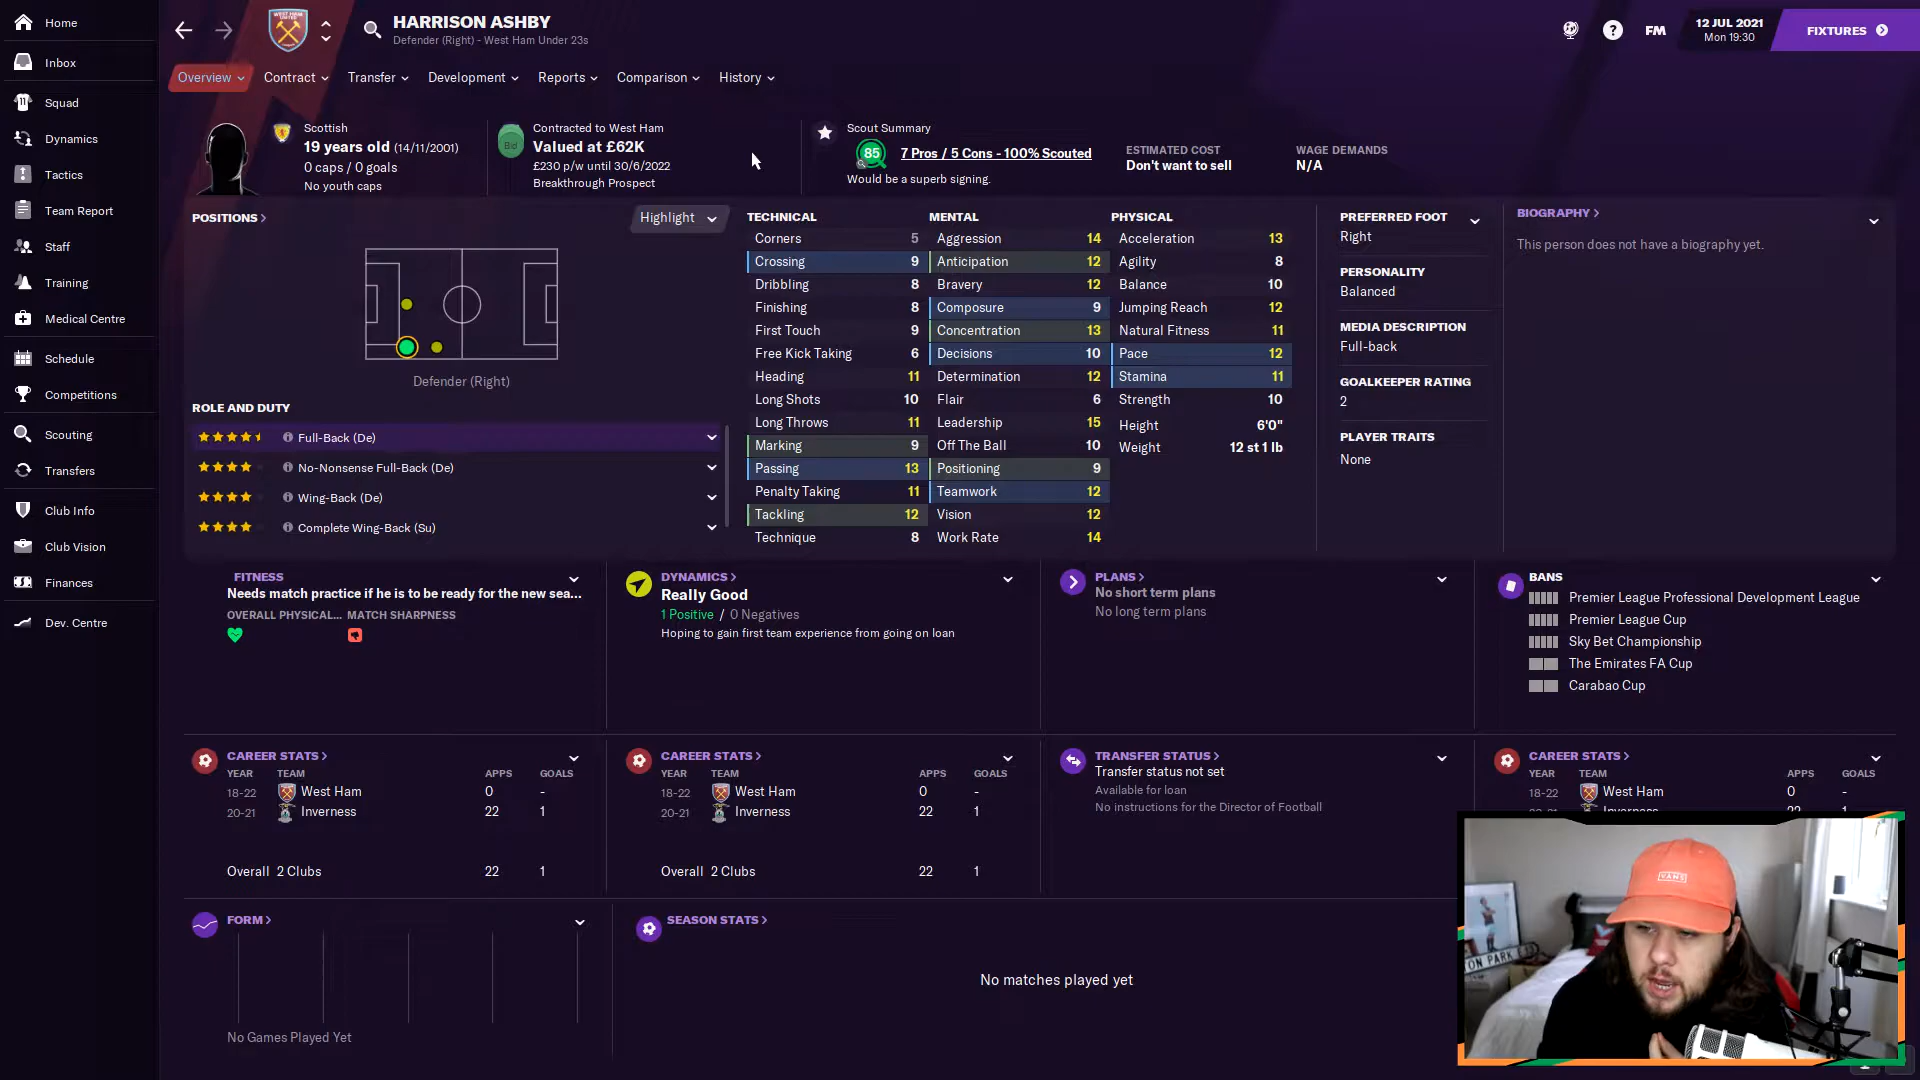 Home
Inbox
Squad
Dynamics
Tactics
Team Report
Staff
Training
Medical Centre
Schedule
Competitions
Scouting
Transfers
Club Info
Club Vision
Finances
Dev. Centre
HARRISON ASHBY
Defender (Right) - West Ham Under 23s
FM
12 JUL 2021
Mon 19:30
FIXTURES
Overview Contract Transfer Development Reports Comparison History
Scottish
19 years old (14/11/2001)
0 caps / 0 goals
No youth caps
Bid
Contracted to West Ham
Valued at £62K
£230 p/w until 30/6/2022
Breakthrough Prospect
Scout Summary
85 7 Pros / 5 Cons - 100% Scouted
Would be a superb signing.
ESTIMATED COST
Don't want to sell
WAGE DEMANDS
N/A
POSITIONS
Highlight
Defender (Right)
ROLE AND DUTY
Full-Back (De)
No-Nonsense Full-Back (De)
Wing-Back (De)
Complete Wing-Back (Su)
TECHNICAL
Corners 5
Crossing 9
Dribbling 8
Finishing 8
First Touch 9
Free Kick Taking 6
Heading 11
Long Shots 10
Long Throws 11
Marking 9
Passing 13
Penalty Taking 11
Tackling 12
Technique 8
MENTAL
Aggression 14
Anticipation 12
Bravery 12
Composure 9
Concentration 13
Decisions 10
Determination 12
Flair 6
Leadership 15
Off The Ball 10
Positioning 9
Teamwork 12
Vision 12
Work Rate 14
PHYSICAL
Acceleration 13
Agility 8
Balance 10
Jumping Reach 12
Natural Fitness 11
Pace 12
Stamina 11
Strength 10
Height 6'0"
Weight 12 st 1 lb
PREFERRED FOOT
Right
PERSONALITY
Balanced
MEDIA DESCRIPTION
Full-back
GOALKEEPER RATING
2
PLAYER TRAITS
None
BIOGRAPHY
This person does not have a biography yet.
FITNESS
Needs match practice if he is to be ready for the new sea...
OVERALL PHYSICAL... MATCH SHARPNESS
DYNAMICS
Really Good
1 Positive / 0 Negatives
Hoping to gain first team experience from going on loan
PLANS
No short term plans
No long term plans
BANS
Premier League Professional Development League
Premier League Cup
Sky Bet Championship
The Emirates FA Cup
Carabao Cup
CAREER STATS
YEAR TEAM APPS GOALS
18-22 West Ham 0 -
20-21 Inverness 22 1
Overall 2 Clubs 22 1
CAREER STATS
YEAR TEAM APPS GOALS
18-22 West Ham 0 -
20-21 Inverness 22 1
Overall 2 Clubs 22 1
TRANSFER STATUS
Transfer status not set
Available for loan
No instructions for the Director of Football
CAREER STATS
YEAR TEAM APPS GOALS
18-22 West Ham 0 -
FORM
No Games Played Yet
SEASON STATS
No matches played yet
VANS
TON PARK E13